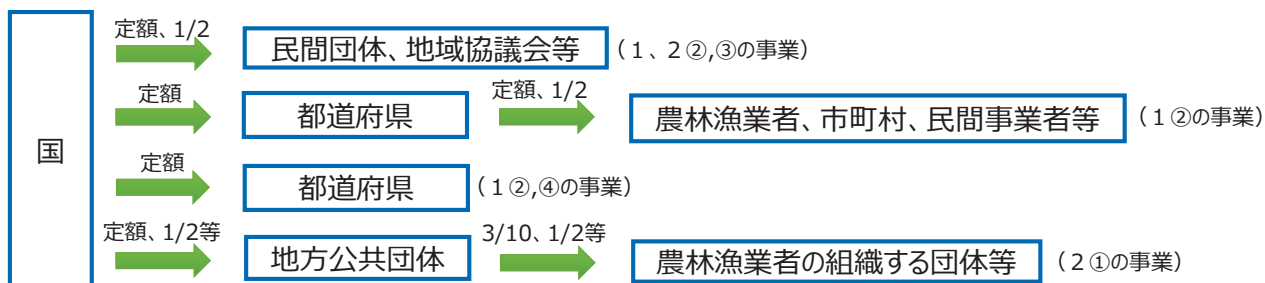 国
定額、1/2
民間団体、地域協議会等
（１、２②,③の事業）
定額
都道府県
定額、1/2
農林漁業者、市町村、民間事業者等
（１②の事業）
定額
都道府県
（１②,④の事業）
定額、1/2等
地方公共団体
3/10、1/2等
農林漁業者の組織する団体等
（２①の事業）